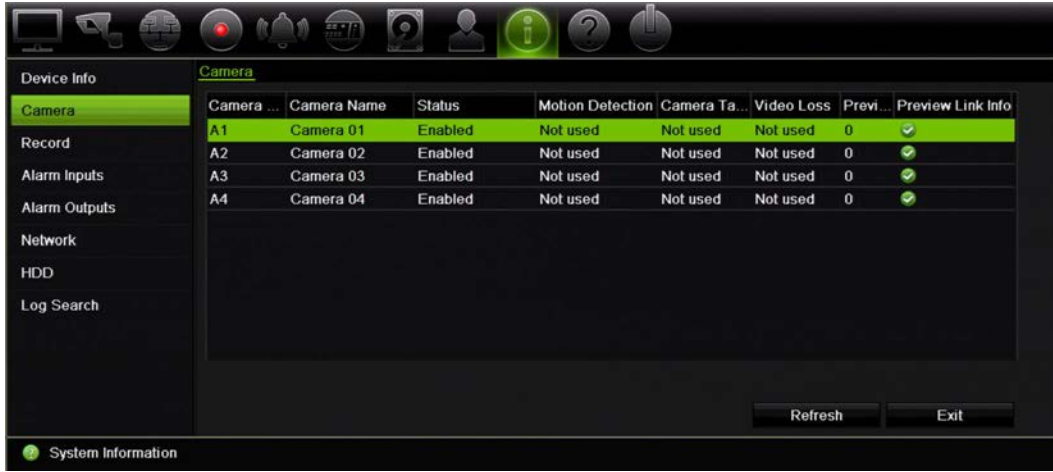 Device Info
Camera
Record
Alarm Inputs
Alarm Outputs
Network
HDD
Log Search
Camera
Camera ... Camera Name Status Motion Detection Camera Ta... Video Loss Previ... Preview Link Info
A1 Camera 01 Enabled Not used Not used Not used 0
A2 Camera 02 Enabled Not used Not used Not used 0
A3 Camera 03 Enabled Not used Not used Not used 0
A4 Camera 04 Enabled Not used Not used Not used 0
Refresh Exit
System Information